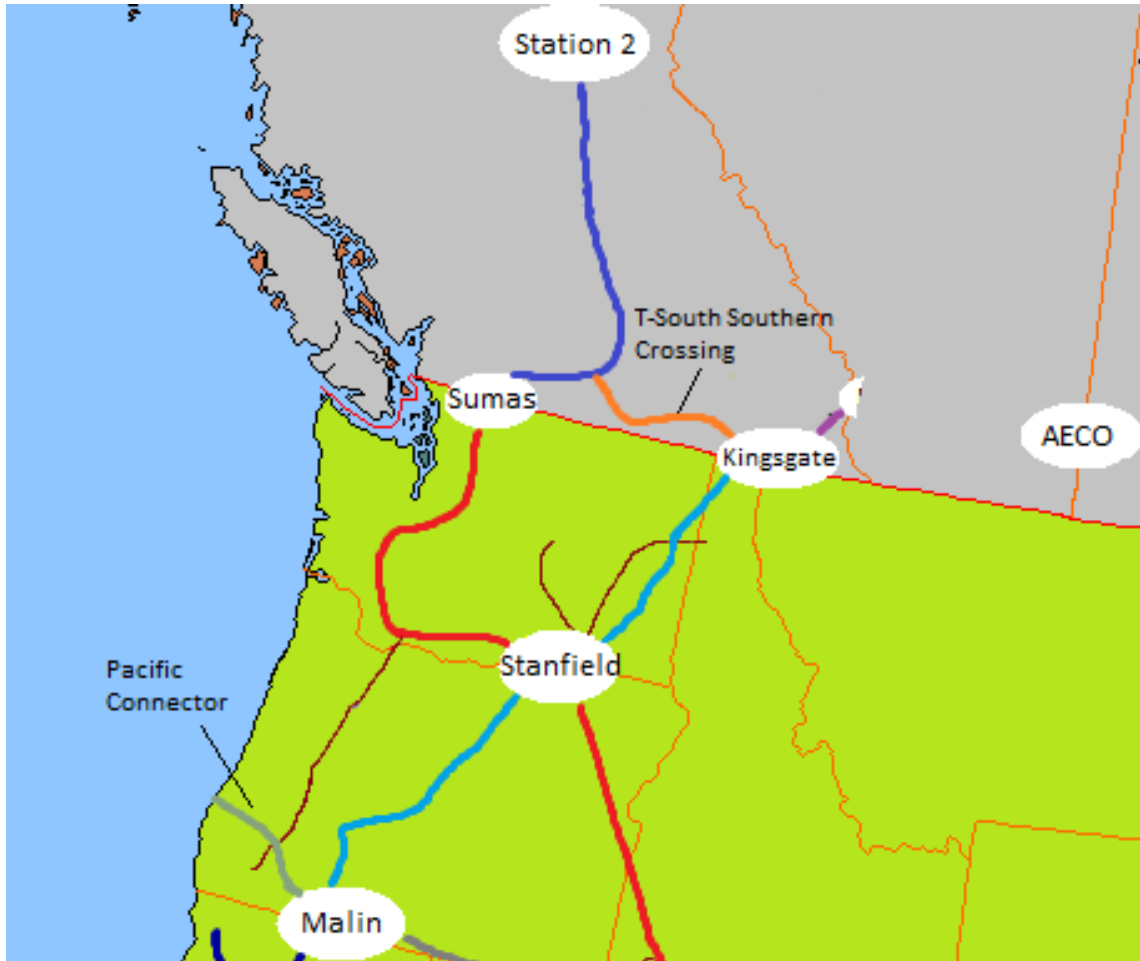 Station 2
T-South Southern
Crossing
Sumas
AECO
Kingsgate
Stanfield
Pacific
Connector
Malin